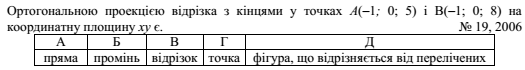 Ортогональною проекцією відрізка з кінцями у точках A(–1; 0; 5) і B(–1; 0; 8) на
координатну площину xy є. № 19, 2006
А Б В Г Д
пряма промінь відрізок точка фігура, що відрізняється від перелічених